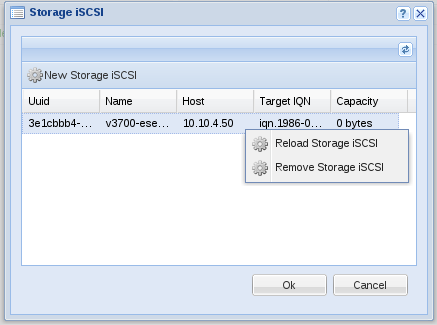 Storage iSCSI
New Storage iSCSI
Uuid Name Host Target IQN Capacity
3e1cbbb4-... v3700-ese... 10.10.4.50 iqn.1986-0... 0 bytes
Reload Storage iSCSI
Remove Storage iSCSI
Ok Cancel